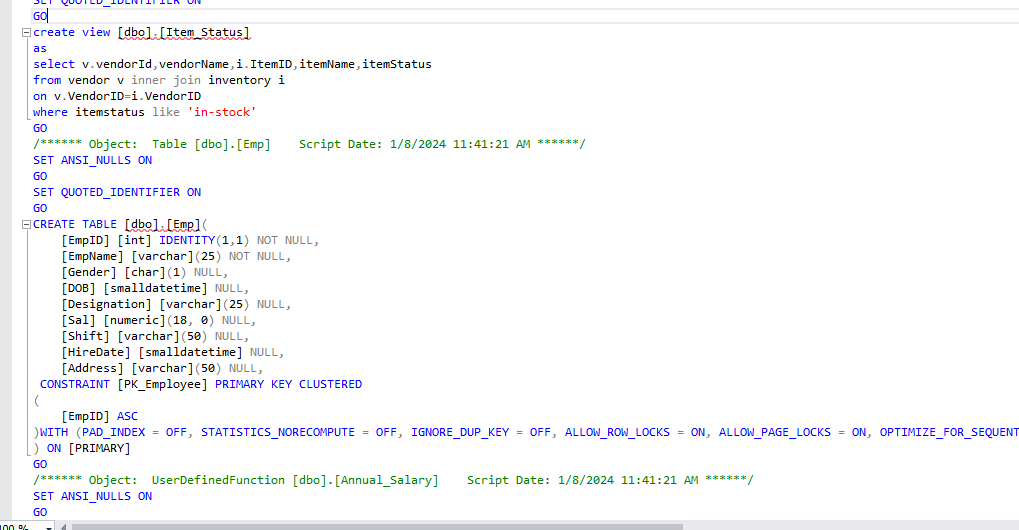 SET QUOTED_IDENTIFIER ON
GO
create view [dbo].[Item_Status]
as
select v.vendorId,vendorName,i.ItemID,itemName,itemStatus
from vendor v inner join inventory i
on v.VendorID=i.VendorID
where itemstatus like 'in-stock'
GO
/****** Object:  Table [dbo].[Emp]    Script Date: 1/8/2024 11:41:21 AM ******/
SET ANSI_NULLS ON
GO
SET QUOTED_IDENTIFIER ON
GO
CREATE TABLE [dbo].[Emp](
    [EmpID] [int] IDENTITY(1,1) NOT NULL,
    [EmpName] [varchar](25) NOT NULL,
    [Gender] [char](1) NULL,
    [DOB] [smalldatetime] NULL,
    [Designation] [varchar](25) NULL,
    [Sal] [numeric](18, 0) NULL,
    [Shift] [varchar](50) NULL,
    [HireDate] [smalldatetime] NULL,
    [Address] [varchar](50) NULL,
 CONSTRAINT [PK_Employee] PRIMARY KEY CLUSTERED
(
    [EmpID] ASC
)WITH (PAD_INDEX = OFF, STATISTICS_NORECOMPUTE = OFF, IGNORE_DUP_KEY = OFF, ALLOW_ROW_LOCKS = ON, ALLOW_PAGE_LOCKS = ON, OPTIMIZE_FOR_SEQUENT
) ON [PRIMARY]
GO
/****** Object:  UserDefinedFunction [dbo].[Annual_Salary]    Script Date: 1/8/2024 11:41:21 AM ******/
SET ANSI_NULLS ON
GO
100 %